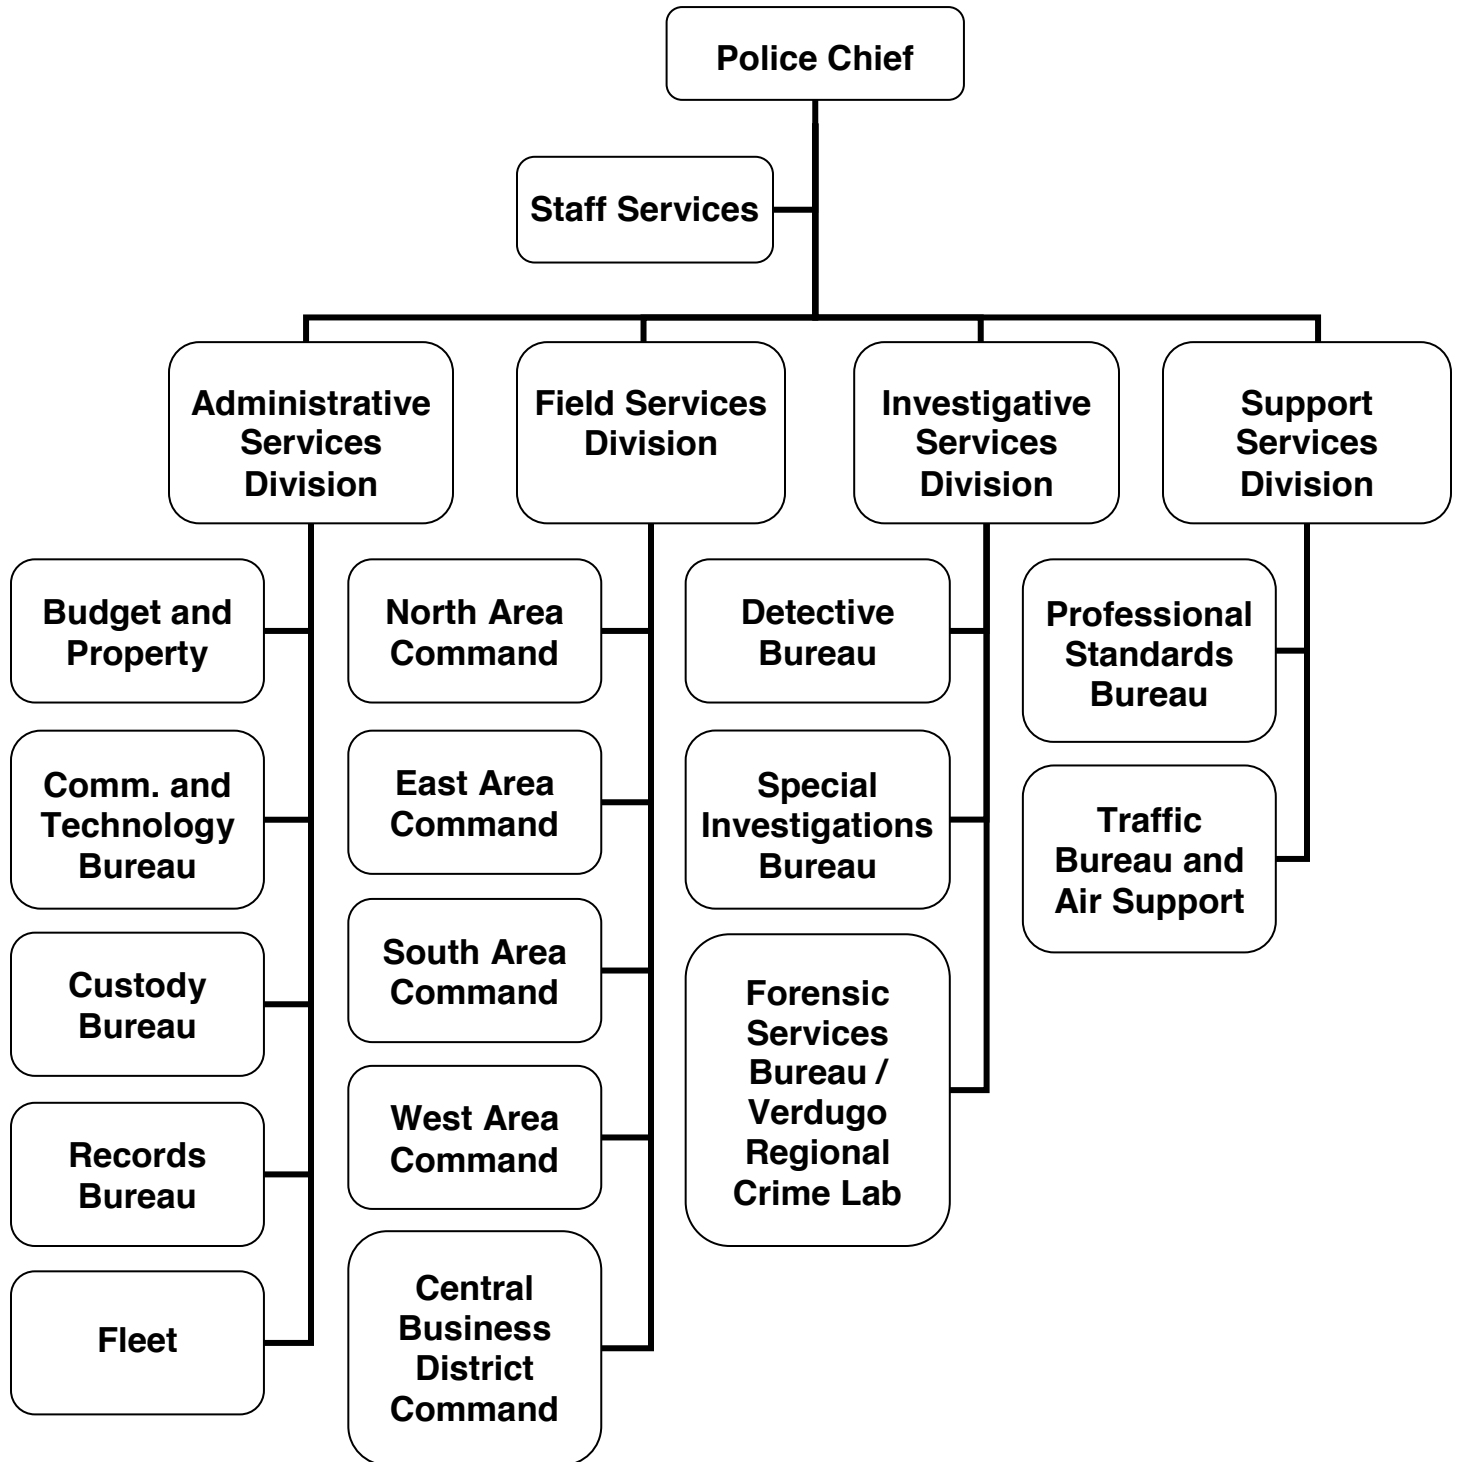 Police Chief
Staff Services
Administrative
Services
Division
Field Services
Division
Investigative
Services
Division
Support
Services
Division
Budget and
Property
Comm. and
Technology
Bureau
Custody
Bureau
Records
Bureau
Fleet
North Area
Command
East Area
Command
South Area
Command
West Area
Command
Central
Business
District
Command
Detective
Bureau
Special
Investigations
Bureau
Forensic
Services
Bureau /
Verdugo
Regional
Crime Lab
Professional
Standards
Bureau
Traffic
Bureau and
Air Support